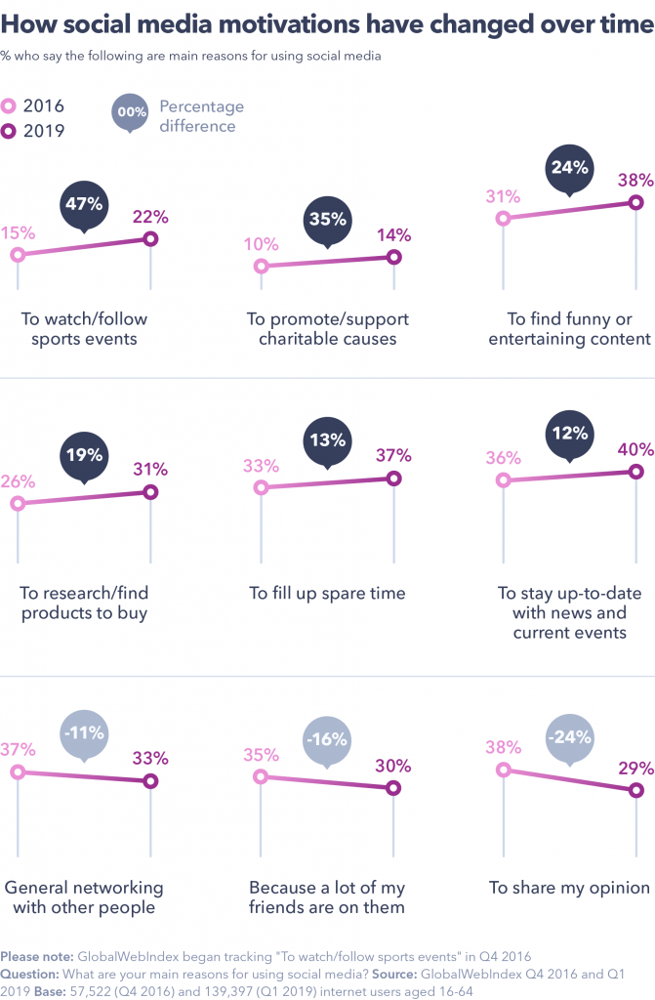 How social media motivations have changed over time
% who say the following are main reasons for using social media
2016
2019
00%
Percentage
difference
47%
15%
22%
To watch/follow
sports events
35%
10%
14%
To promote/support
charitable causes
24%
31%
38%
To find funny or
entertaining content
19%
26%
31%
To research/find
products to buy
13%
33%
37%
To fill up spare time
12%
36%
40%
To stay up-to-date
with news and
current events
-11%
37%
33%
General networking
with other people
-16%
35%
30%
Because a lot of my
friends are on them
-24%
38%
29%
To share my opinion
Please note: GlobalWebIndex began tracking "To watch/follow sports events" in Q4 2016
Question: What are your main reasons for using social media? Source: GlobalWebIndex Q4 2016 and Q1
2019 Base: 57,522 (Q4 2016) and 139,397 (Q1 2019) internet users aged 16-64